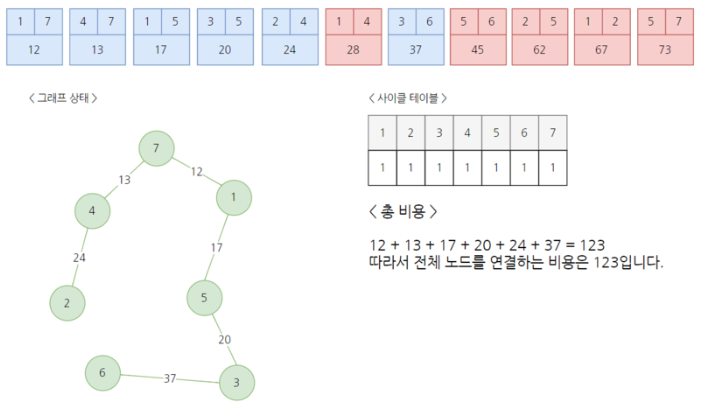 1 7 4 7 1 5 3 5 2 4 1 4 3 6 5 6 2 5 1 2 5 7
12 13 17 20 24 28 37 45 62 67 73
< 그래프 상태 >
< 사이클 테이블 >
1 2 3 4 5 6 7
1 1 1 1 1 1 1
7
13
12
4
1
24
17
2
5
20
6
37
3
< 총 비용 >
12 + 13 + 17 + 20 + 24 + 37 = 123
따라서 전체 노드를 연결하는 비용은 123입니다.